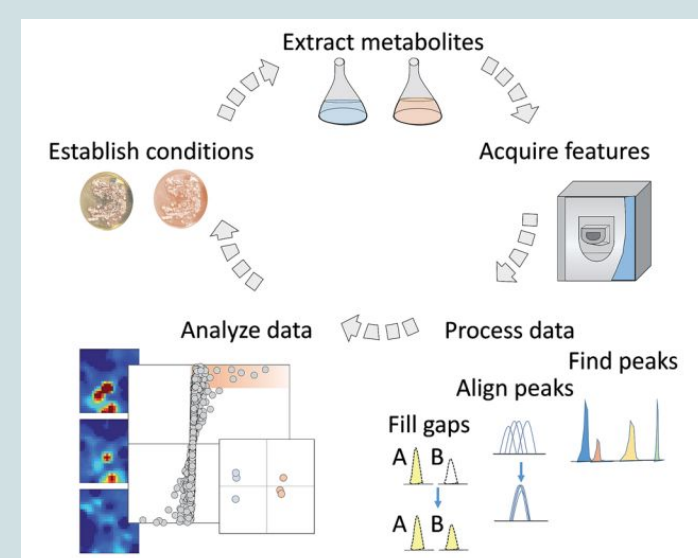 Extract metabolites
Establish conditions
Acquire features
Analyze data
Process data
Find peaks
Align peaks
Fill gaps
A B
A B